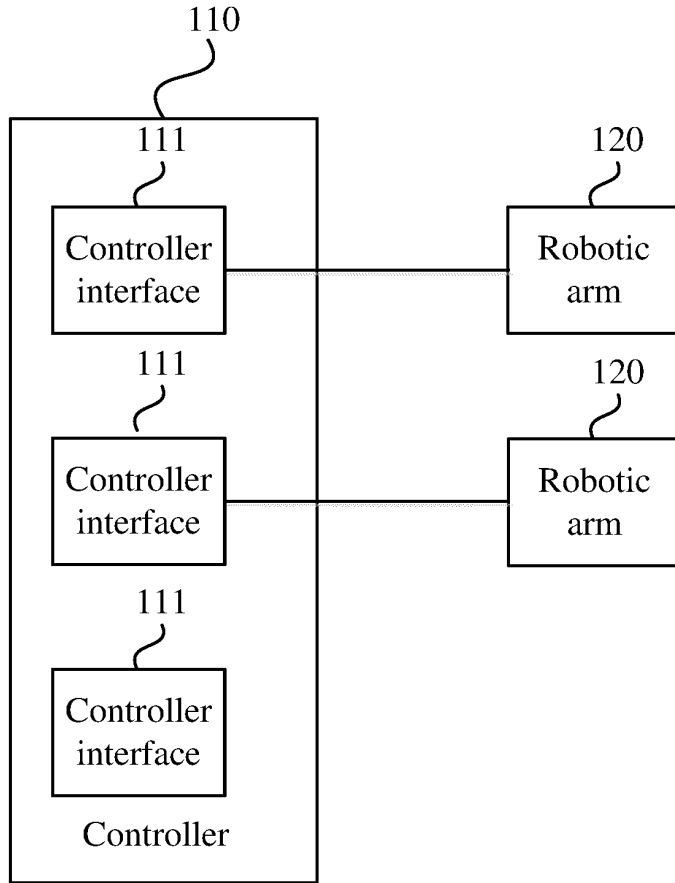 110
111
120
Controller
interface
Robotic
arm
111
120
Controller
interface
Robotic
arm
111
Controller
interface
Controller